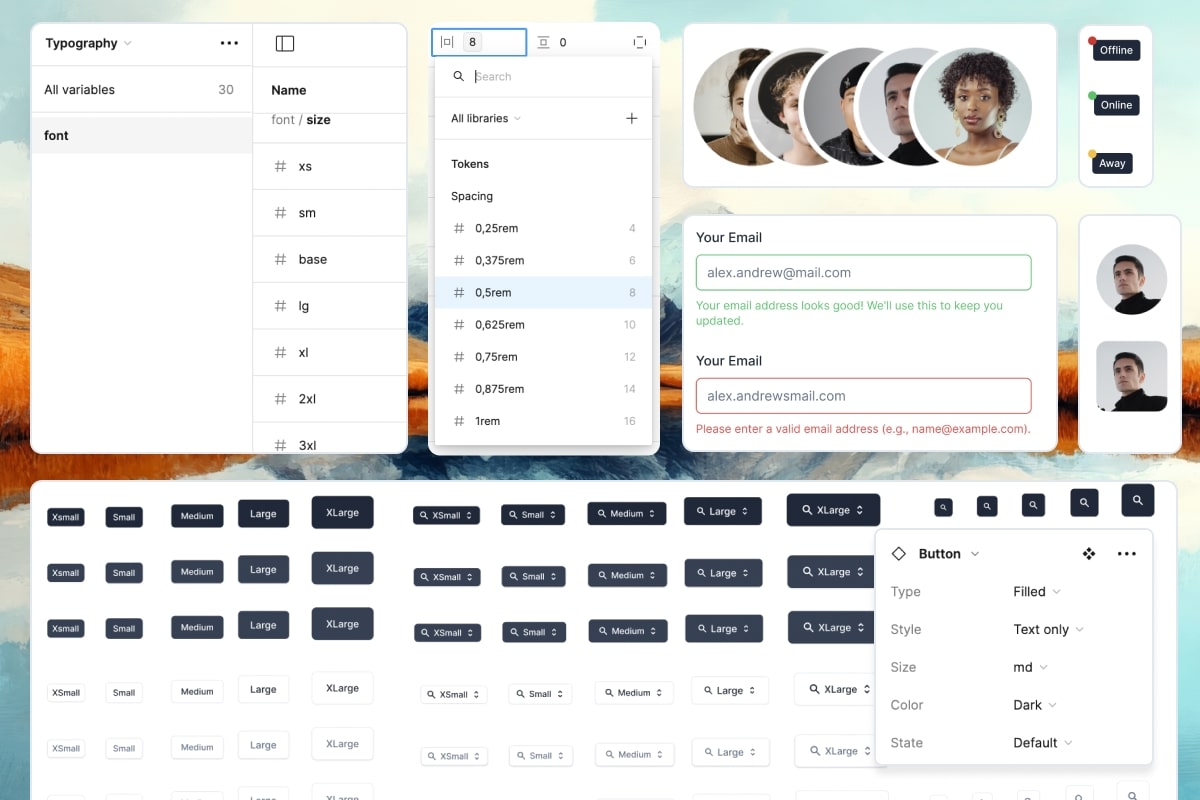 Typography
All variables 30
font
Name
font / size
xs
sm
base
lg
xl
2xl
3xl
8
0
Search
All libraries
Tokens
Spacing
0,25rem 4
0,375rem 6
0,5rem 8
0,625rem 10
0,75rem 12
0,875rem 14
1rem 16
Offline
Online
Away
Your Email
alex.andrew@mail.com
Your email address looks good! We'll use this to keep you
updated.
Your Email
alex.andrewsmail.com
Please enter a valid email address (e.g., name@example.com).
Xsmall Small Medium Large XLarge XSmall Small Medium Large XLarge
Xsmall Small Medium Large XLarge XSmall Small Medium Large XLarge
Xsmall Small Medium Large XLarge XSmall Small Medium Large XLarge
XSmall Small Medium Large XLarge XSmall Small Medium Large XLarge
XSmall Small Medium Large XLarge XSmall Small Medium Large XLarge
Button
Type Filled
Style Text only
Size md
Color Dark
State Default